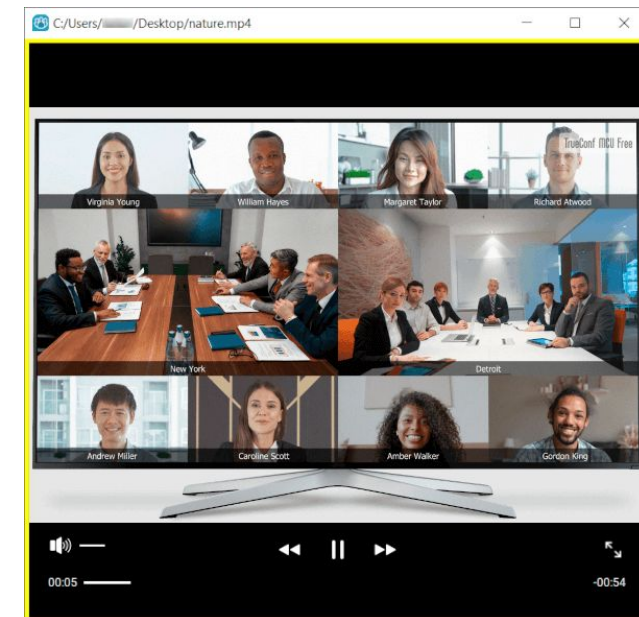 C:/Users/ /Desktop/nature.mp4
TrueConf MCU Free
Virginia Young
William Hayes
Margaret Taylor
Richard Atwood
New York
Detroit
Andrew Miller
Caroline Scott
Amber Walker
Gordon King
00:05
-00:54